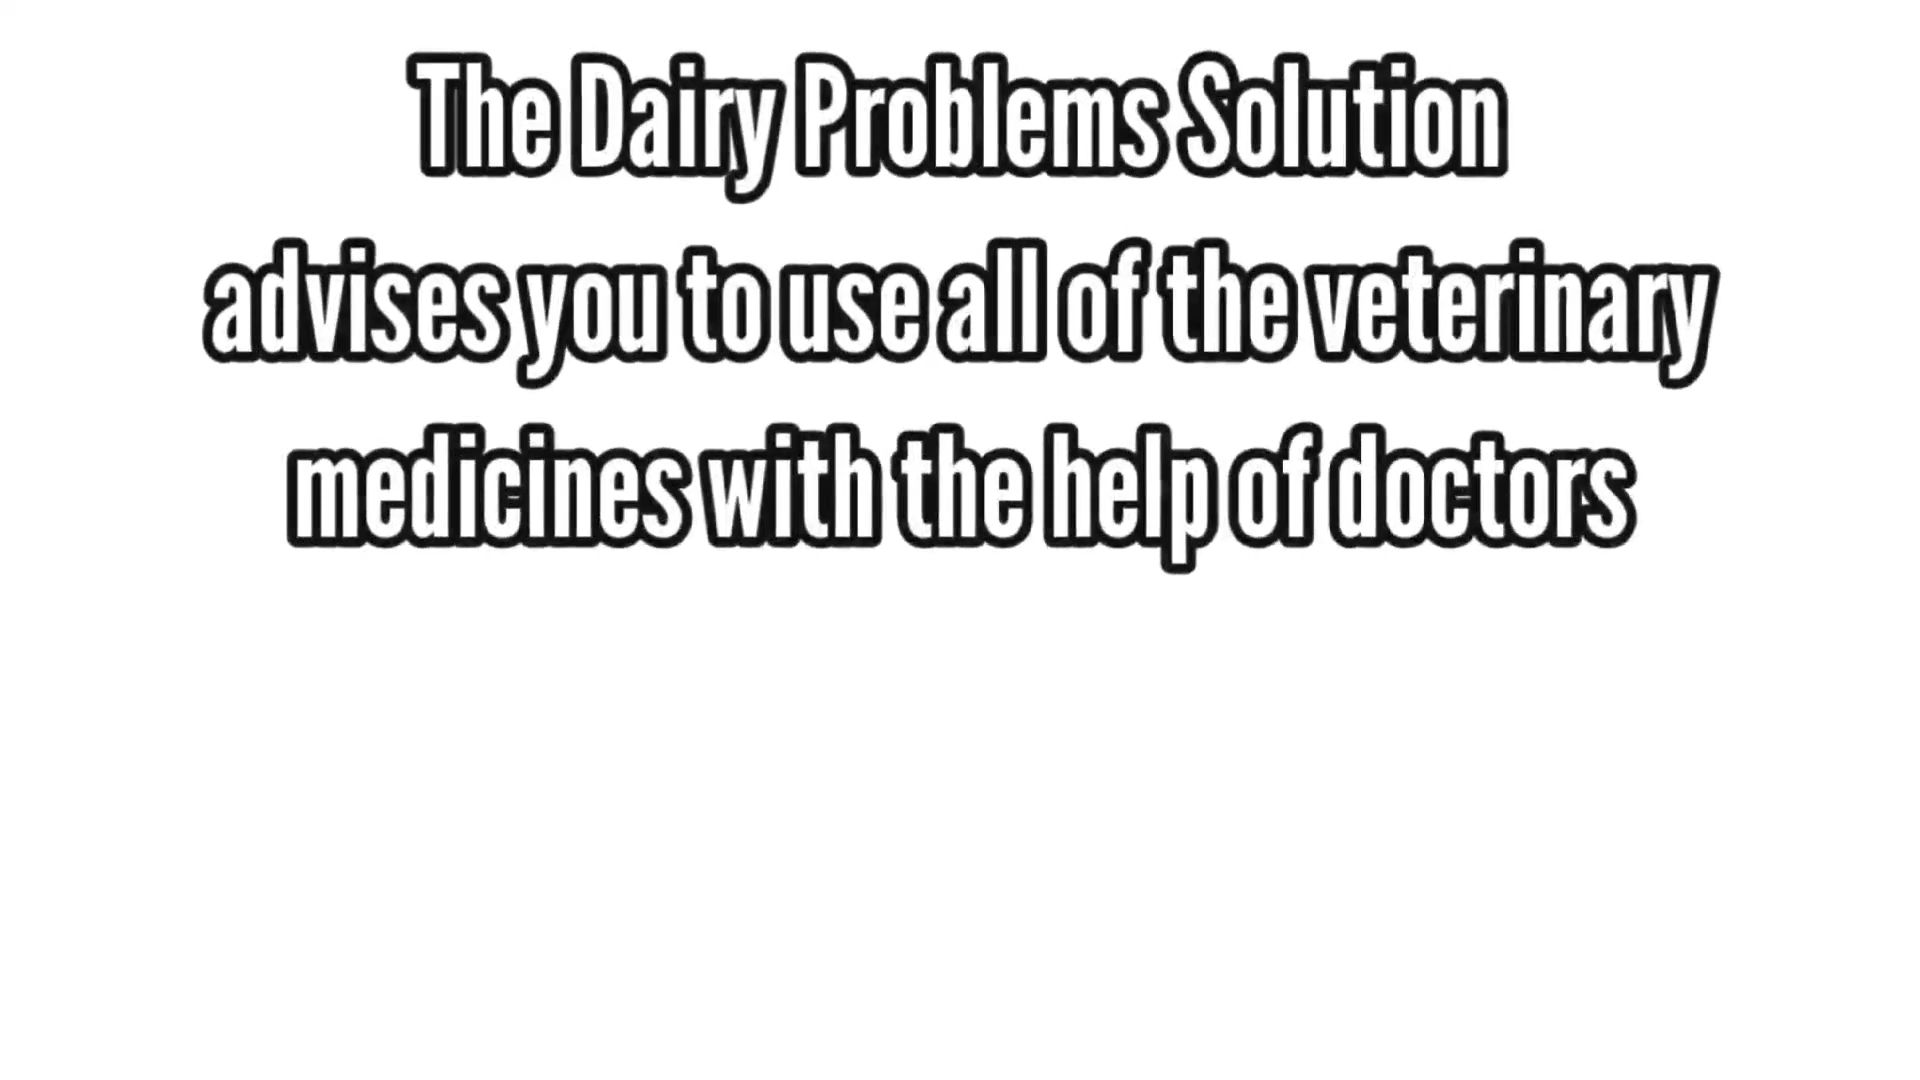 The Dairy Problems Solution
advises you to use all of the veterinary
medicines with the help of doctors